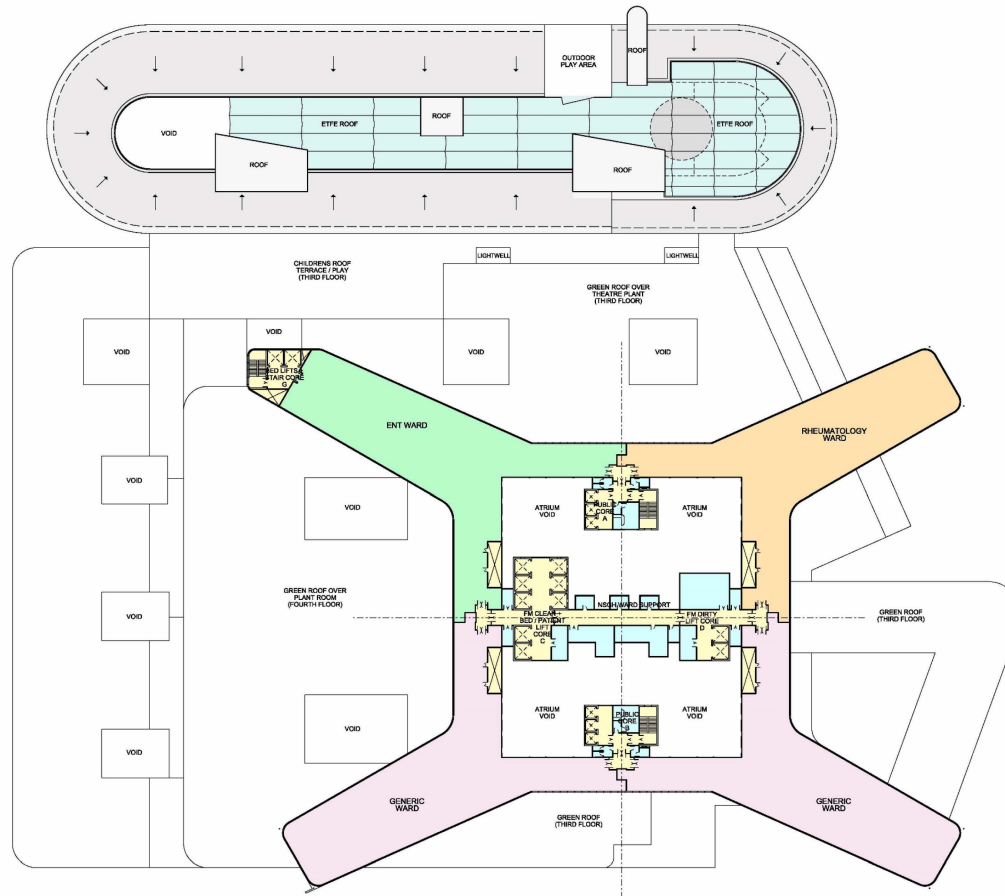 OUTDOOR
PLAY AREA
ROOF
VOID
ETFE ROOF
ROOF
ETFE ROOF
ROOF
ROOF
CHILDRENS ROOF
TERRACE / PLAY
(THIRD FLOOR)
LIGHTWELL
LIGHTWELL
GREEN ROOF OVER
THEATRE PLANT
(THIRD FLOOR)
VOID
VOID
VOID
VOID
BED LIFTS &
STAIR CORE
G
ENT WARD
RHEUMATOLOGY
WARD
VOID
VOID
ATRIUM
VOID
PUBLIC
CORE
A
ATRIUM
VOID
GREEN ROOF OVER
PLANT ROOM
(FOURTH FLOOR)
VOID
FM CLEAN
BED / PATIENT
LIFT
CORE
C
NSGH WARD SUPPORT
FM DIRTY
LIFT CORE
D
GREEN ROOF
(THIRD FLOOR)
VOID
VOID
ATRIUM
VOID
PUBLIC
CORE
B
ATRIUM
VOID
GENERIC
WARD
GREEN ROOF
(THIRD FLOOR)
GENERIC
WARD